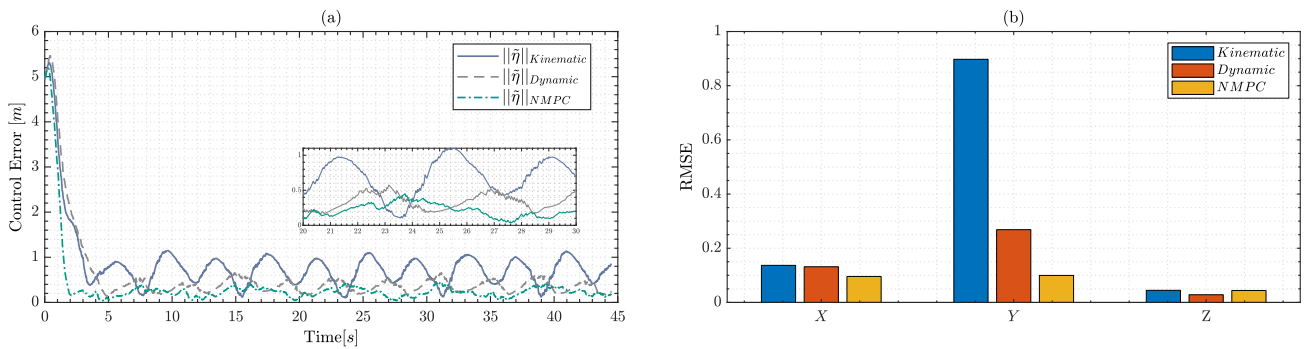 (a)
6
5
4
3
2
1
0
Control Error [m]
||η̃||Kinematic
||η̃||Dynamic
||η̃||NMPC
1
0.5
0
20 21 22 23 24 25 26 27 28 29 30
0 5 10 15 20 25 30 35 40 45
Time[s]
(b)
1
0.8
0.6
0.4
0.2
0
RMSE
Kinematic
Dynamic
NMPC
X Y Z